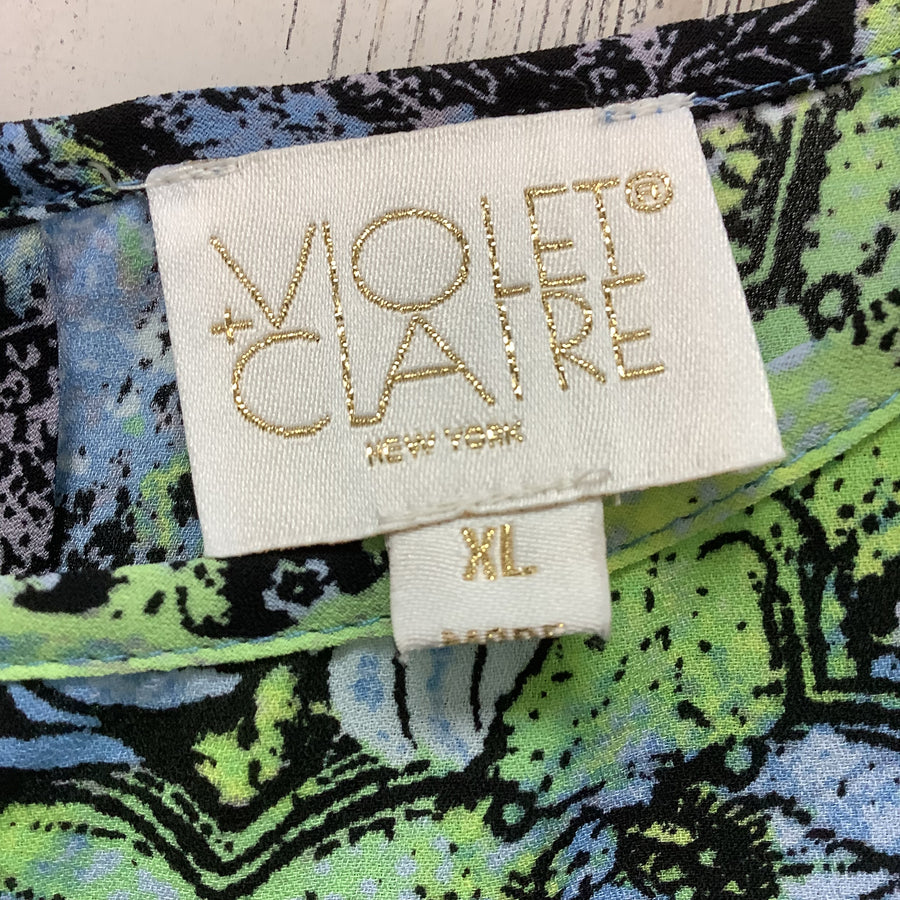 VIOLET®
+CLAIRE
NEW YORK
XL